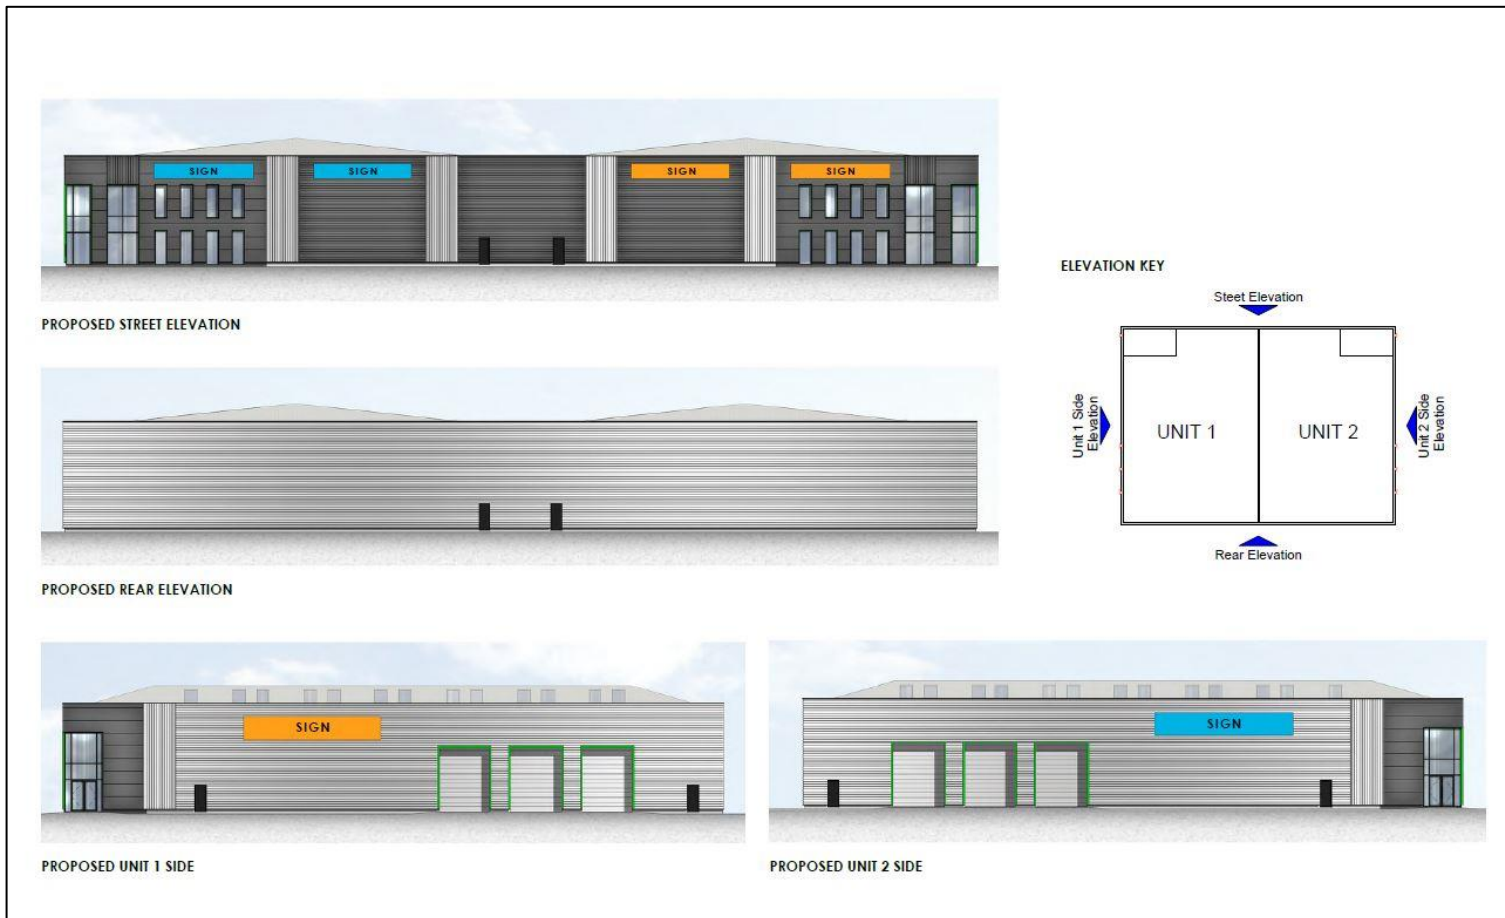 SIGN
SIGN
SIGN
SIGN
PROPOSED STREET ELEVATION
ELEVATION KEY
Steet Elevation
Unit 1 Side
Elevation
UNIT 1
UNIT 2
Unit 2 Side
Elevation
Rear Elevation
PROPOSED REAR ELEVATION
SIGN
PROPOSED UNIT 1 SIDE
SIGN
PROPOSED UNIT 2 SIDE